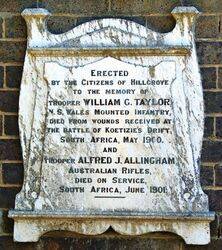 ERECTED
BY THE CITIZENS OF HILLGROVE
TO THE MEMORY OF
TROOPER WILLIAM G. TAYLOR,
N.S. WALES MOUNTED INFANTRY,
DIED FROM WOUNDS RECEIVED AT
THE BATTLE OF KOETIZIE'S DRIFT,
SOUTH AFRICA, MAY 1900.
AND
TROOPER ALFRED J. ALLINGHAM,
AUSTRALIAN RIFLES,
DIED ON SERVICE,
SOUTH AFRICA, JUNE 1901.